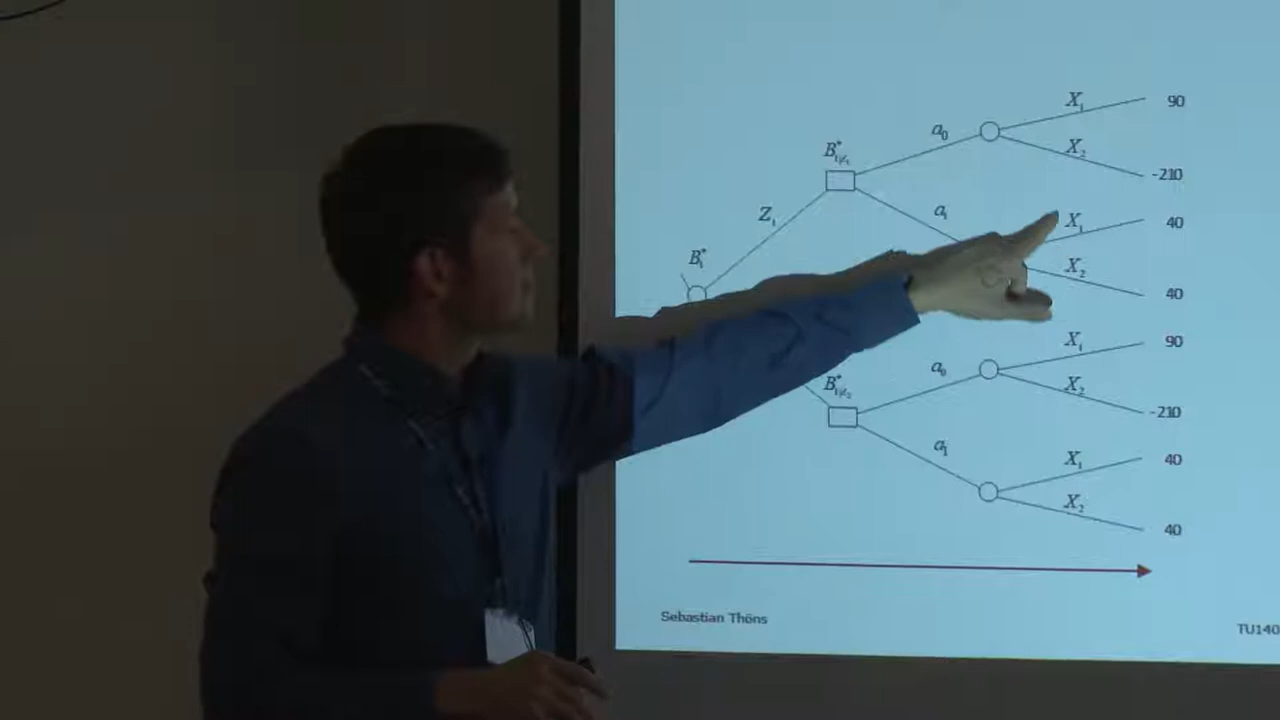 X₁ 90
a₀
B*₁|z₁ X₂ -210
Z₁ a₁ X₁ 40
B*₁
X₂ 40
X₁ 90
a₀
B*₁|z₂ X₂ -210
a₁ X₁ 40
X₂ 40
Sebastian Thöns
TU140